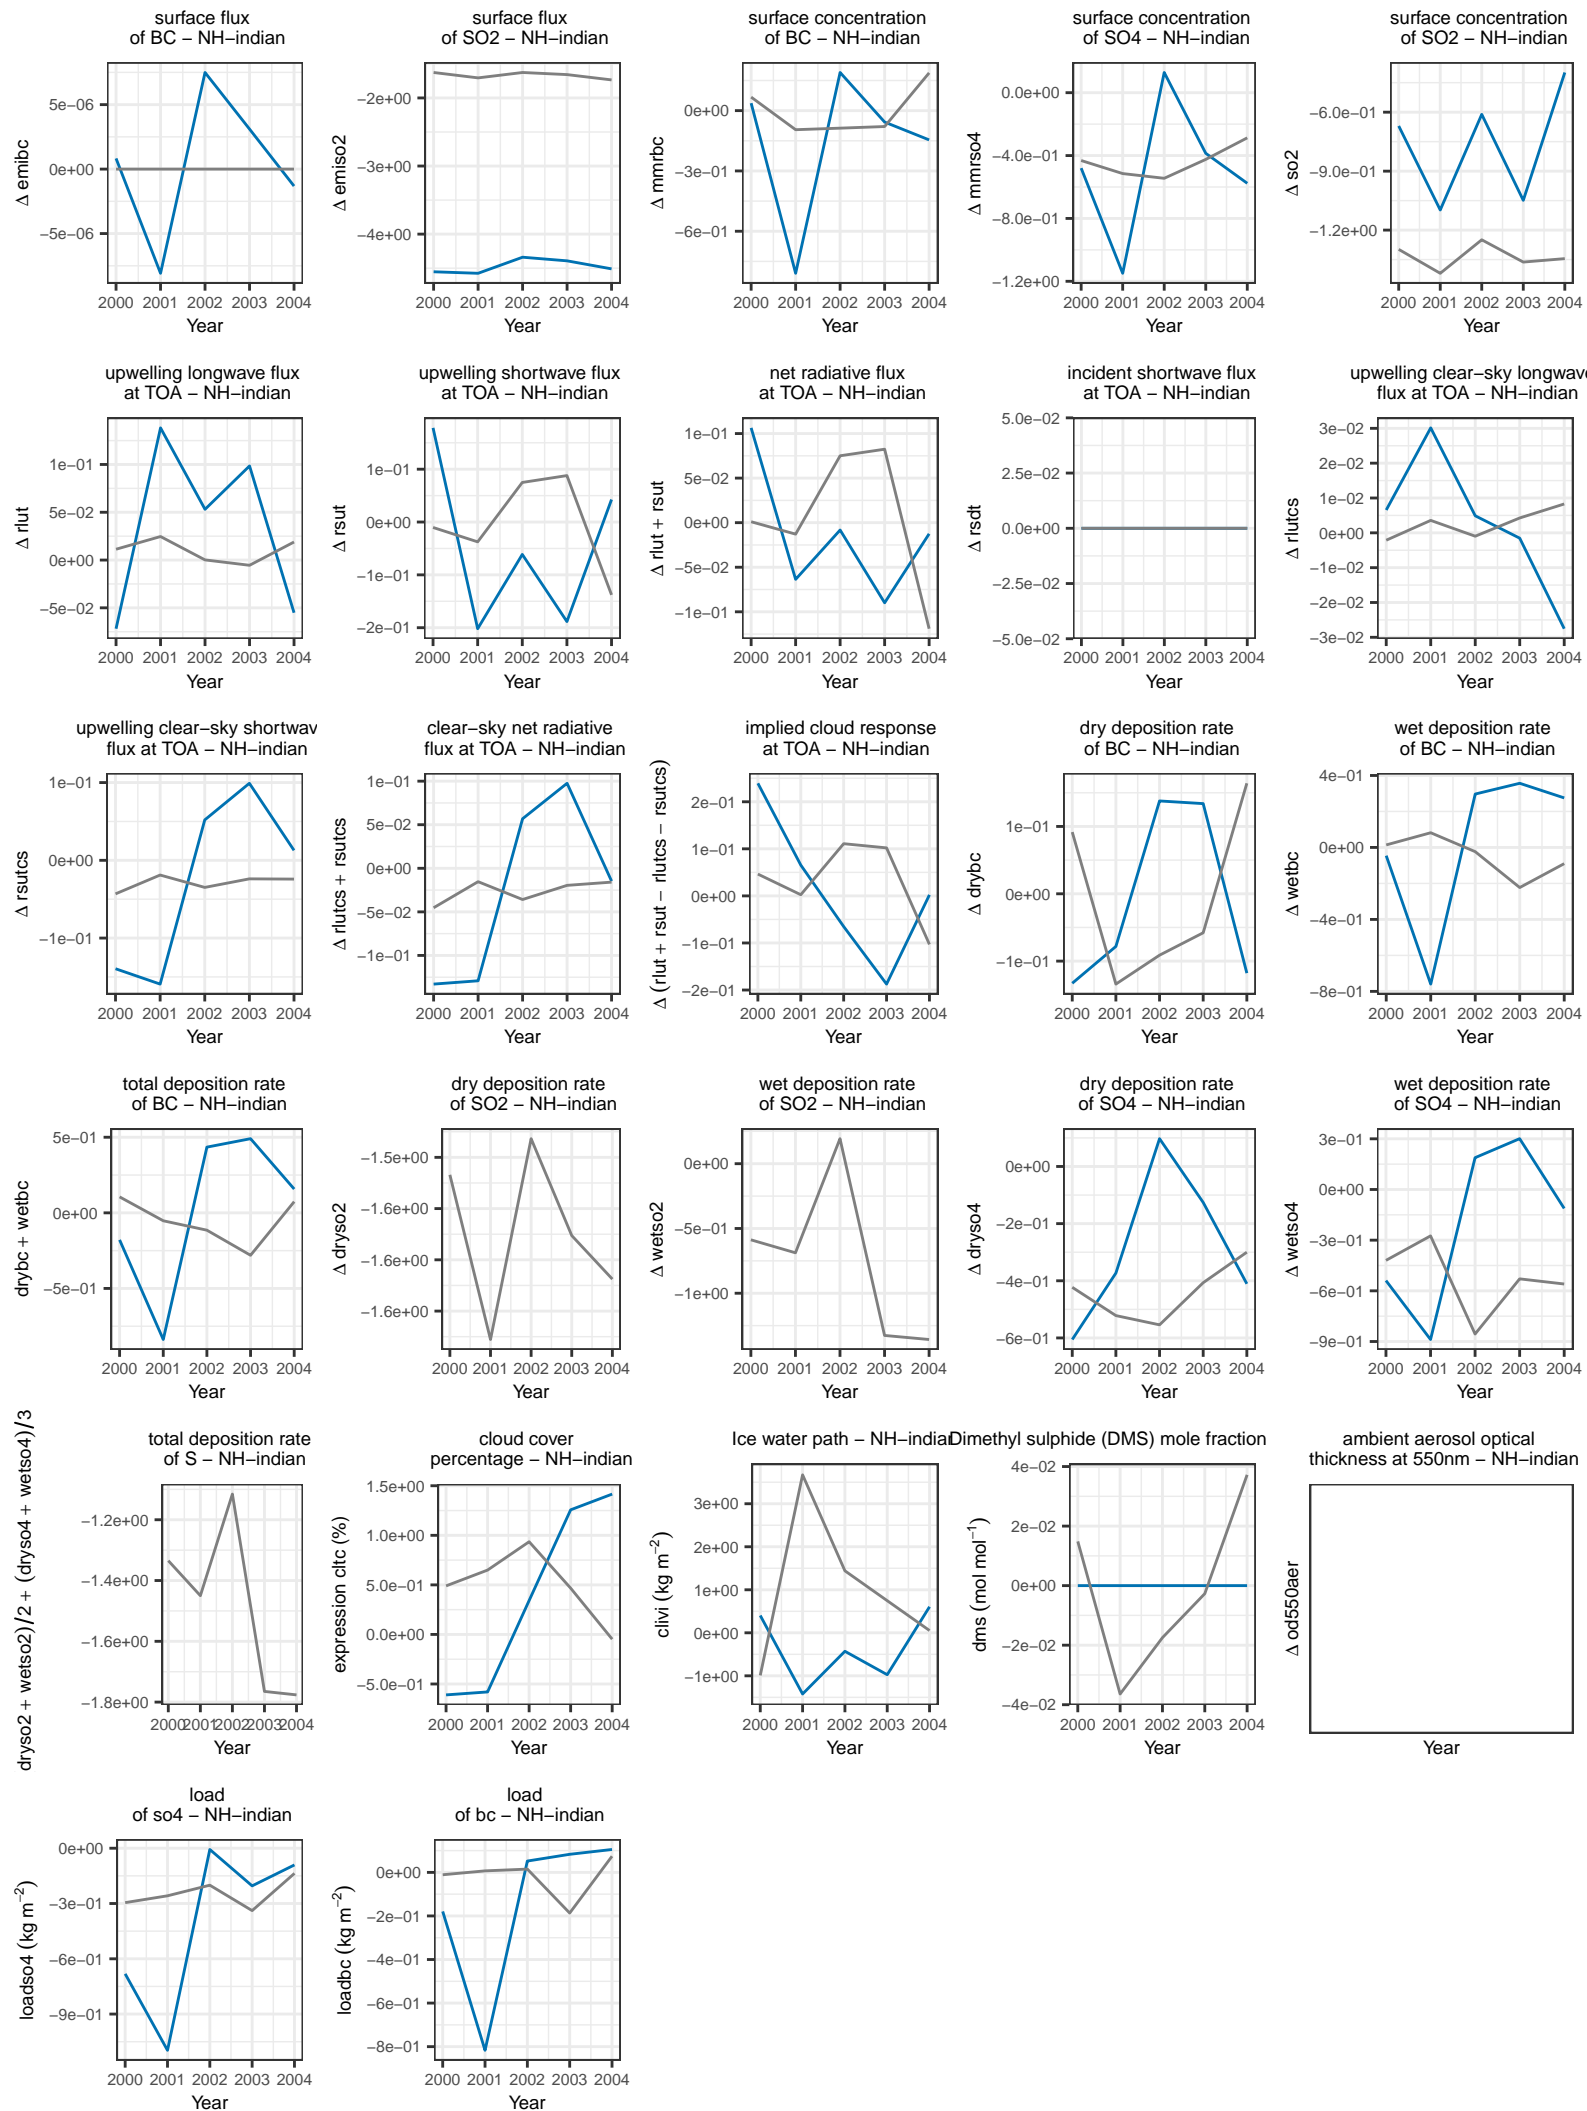 surface flux
of BC − NH−indian
surface flux
of SO2 − NH−indian
surface concentration
of BC − NH−indian
surface concentration
of SO4 − NH−indian
surface concentration
of SO2 − NH−indian
Δ emibc
5e−06
0e+00
−5e−06
2000 2001 2002 2003 2004
Year
Δ emiso2
−2e+00
−3e+00
−4e+00
2000 2001 2002 2003 2004
Year
Δ mmrbc
0e+00
−3e−01
−6e−01
2000 2001 2002 2003 2004
Year
Δ mmrso4
0.0e+00
−4.0e−01
−8.0e−01
−1.2e+00
2000 2001 2002 2003 2004
Year
Δ so2
−6.0e−01
−9.0e−01
−1.2e+00
2000 2001 2002 2003 2004
Year
upwelling longwave flux
at TOA − NH−indian
upwelling shortwave flux
at TOA − NH−indian
net radiative flux
at TOA − NH−indian
incident shortwave flux
at TOA − NH−indian
upwelling clear−sky longwave
flux at TOA − NH−indian
Δ rlut
1e−01
5e−02
0e+00
−5e−02
2000 2001 2002 2003 2004
Year
Δ rsut
1e−01
0e+00
−1e−01
−2e−01
2000 2001 2002 2003 2004
Year
Δ rlut + rsut
1e−01
5e−02
0e+00
−5e−02
−1e−01
2000 2001 2002 2003 2004
Year
Δ rsdt
5.0e−02
2.5e−02
0.0e+00
−2.5e−02
−5.0e−02
2000 2001 2002 2003 2004
Year
Δ rlutcs
3e−02
2e−02
1e−02
0e+00
−1e−02
−2e−02
−3e−02
2000 2001 2002 2003 2004
Year
upwelling clear−sky shortwav
flux at TOA − NH−indian
clear−sky net radiative
flux at TOA − NH−indian
implied cloud response
at TOA − NH−indian
dry deposition rate
of BC − NH−indian
wet deposition rate
of BC − NH−indian
Δ rsutcs
1e−01
0e+00
−1e−01
2000 2001 2002 2003 2004
Year
Δ rlutcs + rsutcs
1e−01
5e−02
0e+00
−5e−02
−1e−01
2000 2001 2002 2003 2004
Year
Δ (rlut + rsut − rlutcs − rsutcs)
2e−01
1e−01
0e+00
−1e−01
−2e−01
2000 2001 2002 2003 2004
Year
Δ drybc
1e−01
0e+00
−1e−01
2000 2001 2002 2003 2004
Year
Δ wetbc
4e−01
0e+00
−4e−01
−8e−01
2000 2001 2002 2003 2004
Year
total deposition rate
of BC − NH−indian
dry deposition rate
of SO2 − NH−indian
wet deposition rate
of SO2 − NH−indian
dry deposition rate
of SO4 − NH−indian
wet deposition rate
of SO4 − NH−indian
drybc + wetbc
5e−01
0e+00
−5e−01
2000 2001 2002 2003 2004
Year
Δ dryso2
−1.5e+00
−1.6e+00
−1.6e+00
−1.6e+00
2000 2001 2002 2003 2004
Year
Δ wetso2
0e+00
−5e−01
−1e+00
2000 2001 2002 2003 2004
Year
Δ dryso4
0e+00
−2e−01
−4e−01
−6e−01
2000 2001 2002 2003 2004
Year
Δ wetso4
3e−01
0e+00
−3e−01
−6e−01
−9e−01
2000 2001 2002 2003 2004
Year
total deposition rate
of S − NH−indian
cloud cover
percentage − NH−indian
Ice water path − NH−indian
Dimethyl sulphide (DMS) mole fraction
ambient aerosol optical
thickness at 550nm − NH−indian
dryso2 + wetso2)/2 + (dryso4 + wetso4)/3
−1.2e+00
−1.4e+00
−1.6e+00
−1.8e+00
2000 2001 2002 2003 2004
Year
expression cltc (%)
1.5e+00
1.0e+00
5.0e−01
0.0e+00
−5.0e−01
2000 2001 2002 2003 2004
Year
clivi (kg m−2)
3e+00
2e+00
1e+00
0e+00
−1e+00
2000 2001 2002 2003 2004
Year
dms (mol mol−1)
4e−02
2e−02
0e+00
−2e−02
−4e−02
2000 2001 2002 2003 2004
Year
Δ od550aer
Year
load
of so4 − NH−indian
load
of bc − NH−indian
loadso4 (kg m−2)
0e+00
−3e−01
−6e−01
−9e−01
2000 2001 2002 2003 2004
Year
loadbc (kg m−2)
0e+00
−2e−01
−4e−01
−6e−01
−8e−01
2000 2001 2002 2003 2004
Year